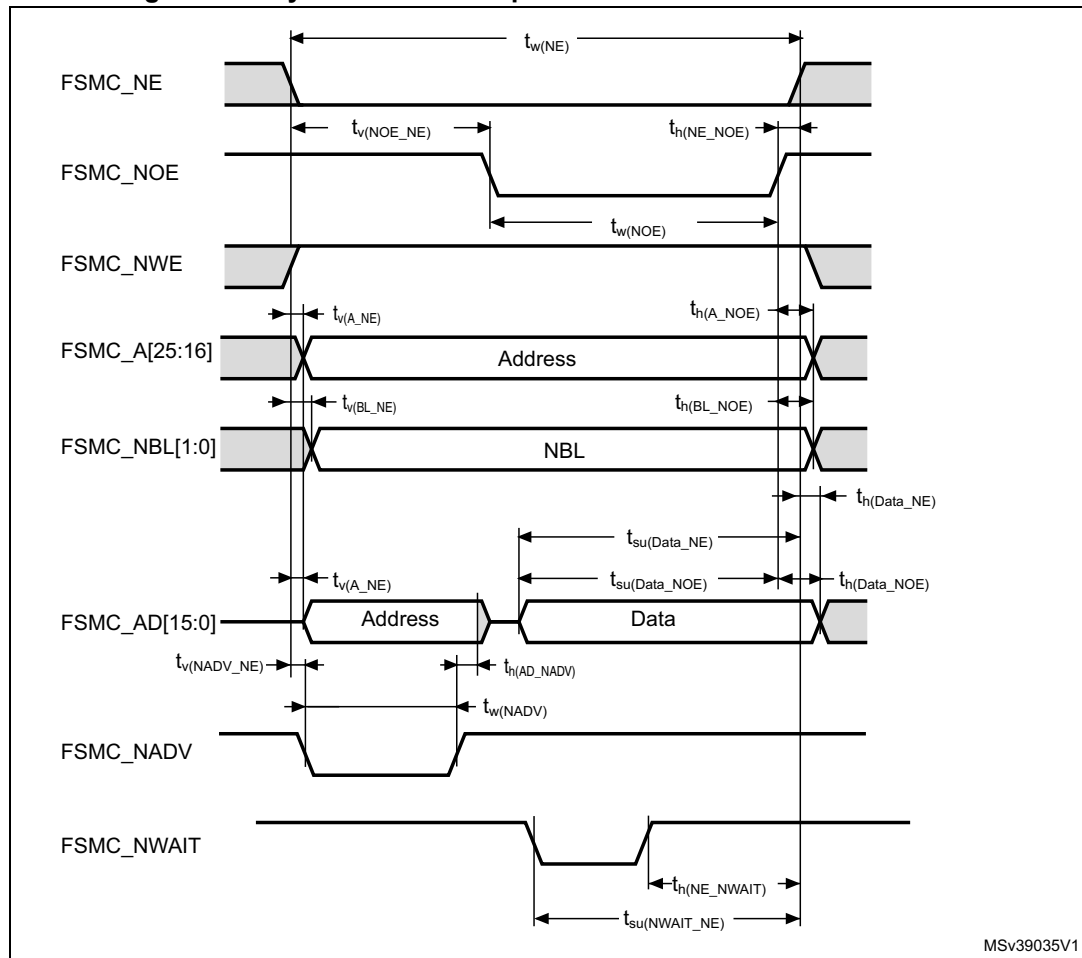 t_w(NE)
FSMC_NE
t_v(NOE_NE) t_h(NE_NOE)
FSMC_NOE
t_w(NOE)
FSMC_NWE
t_v(A_NE) t_h(A_NOE)
FSMC_A[25:16] Address
t_v(BL_NE) t_h(BL_NOE)
FSMC_NBL[1:0] NBL
t_h(Data_NE)
t_su(Data_NE)
t_v(A_NE) t_su(Data_NOE) t_h(Data_NOE)
FSMC_AD[15:0] Address Data
t_v(NADV_NE) t_h(AD_NADV)
t_w(NADV)
FSMC_NADV
FSMC_NWAIT
t_h(NE_NWAIT)
t_su(NWAIT_NE)
MSv39035V1